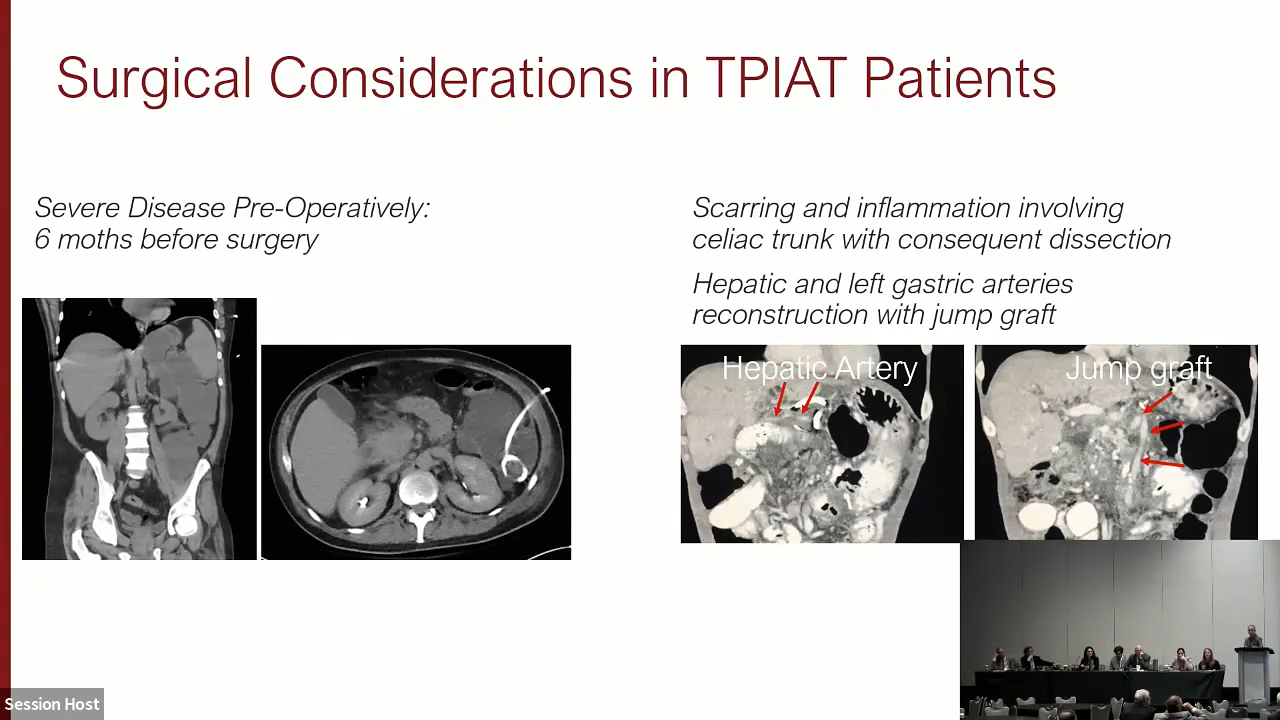 Surgical Considerations in TPIAT Patients
Severe Disease Pre-Operatively:
6 moths before surgery
Scarring and inflammation involving
celiac trunk with consequent dissection
Hepatic and left gastric arteries
reconstruction with jump graft
Hepatic Artery
Jump graft
Session Host